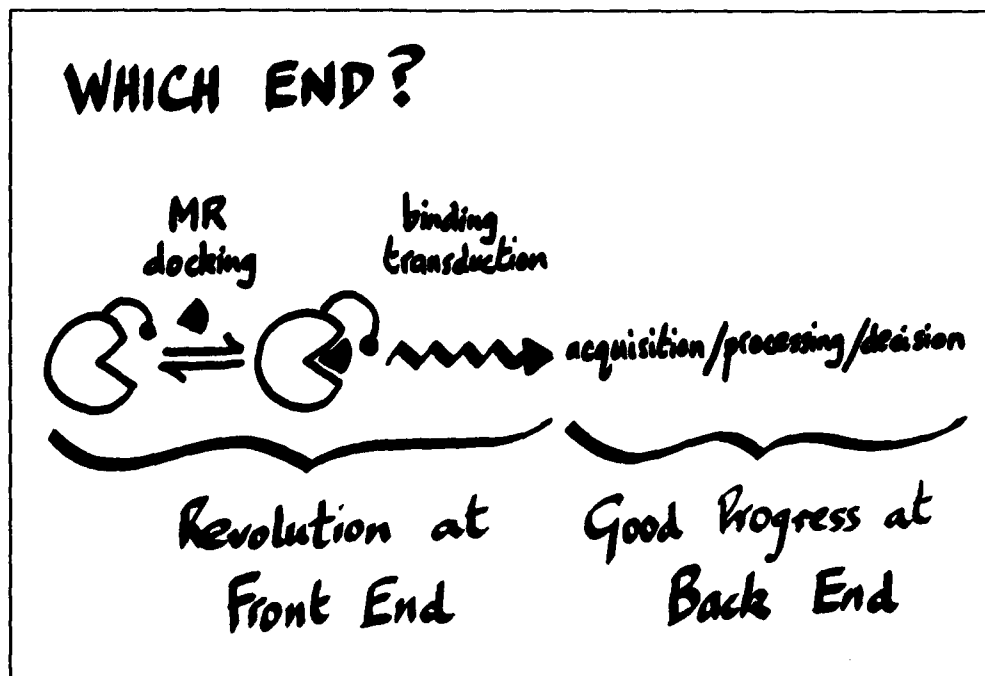 WHICH END?
MR
docking
binding
transduction
acquisition/processing/decision
Revolution at
Front End
Good Progress at
Back End